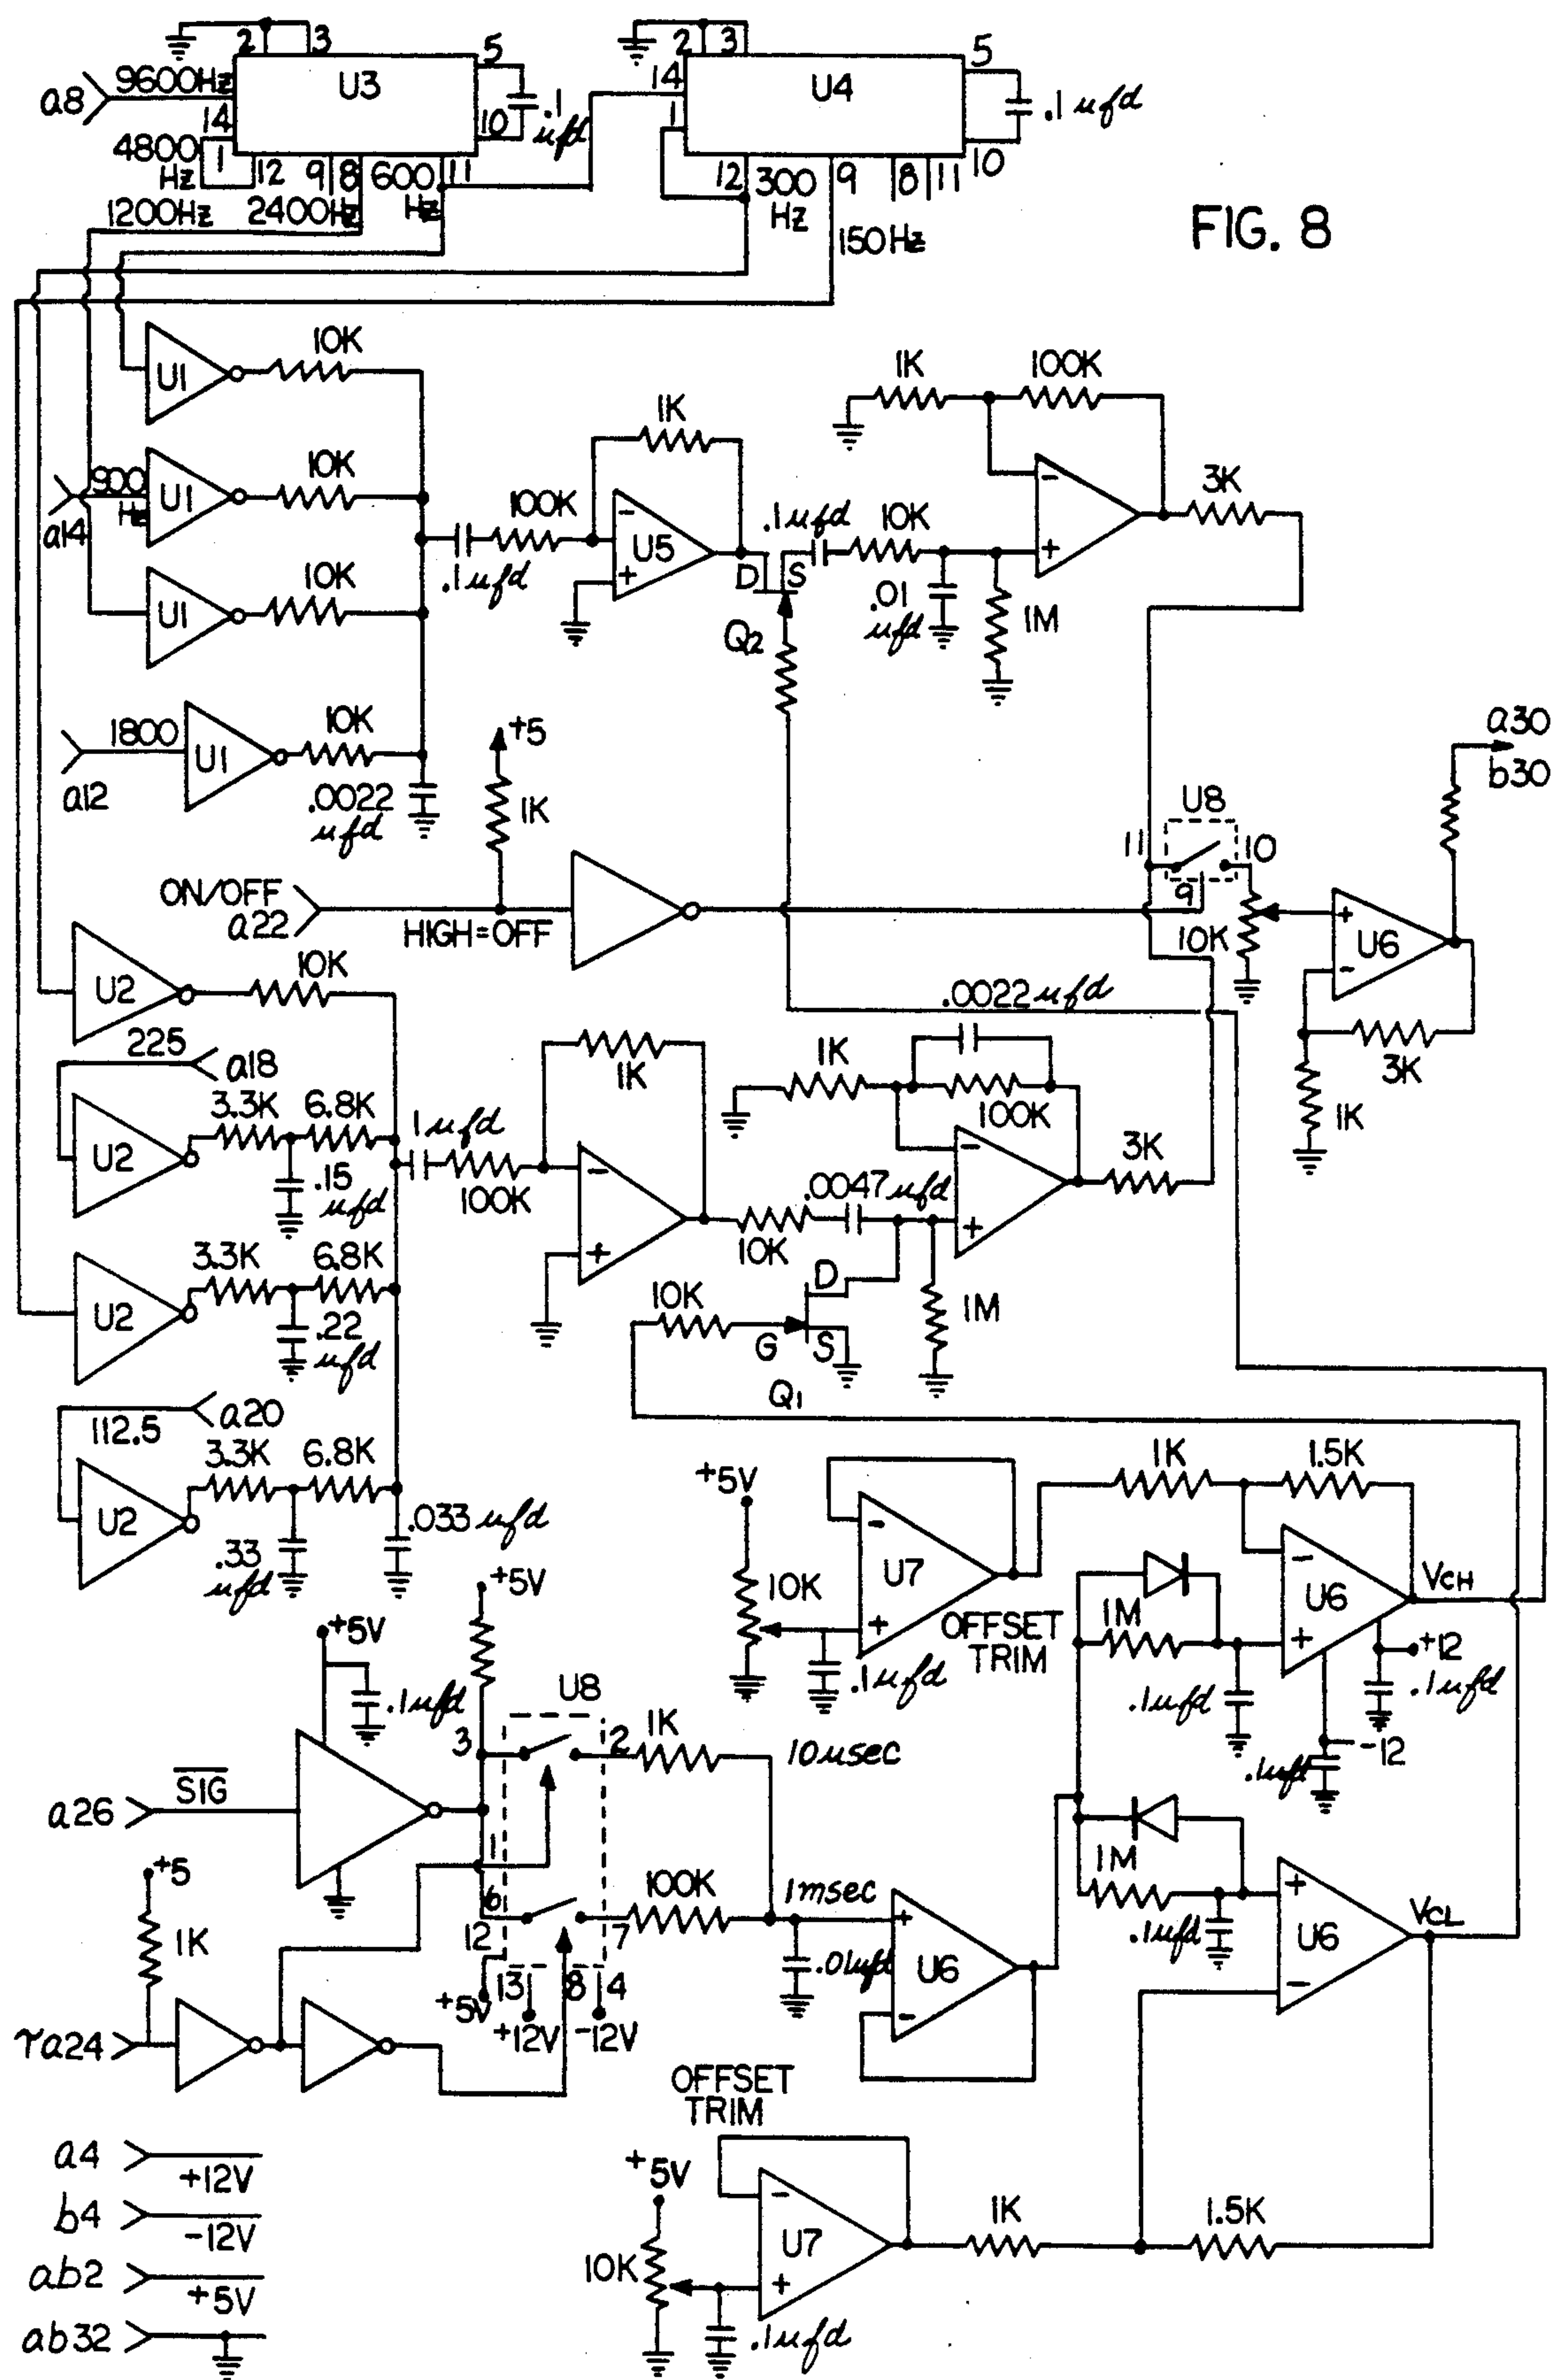 2 3
5
2 3
5
9600Hz
U3
14
U4
a8
.1
ufd
.1 ufd
14
10
1
4800
Hz
1
12
9
8
600
Hz
11
12
300
Hz
9
8
11
10
1200Hz
2400Hz
150Hz
FIG. 8
10K
U1
1K
100K
1K
900
Hz
U1
10K
a14
100K
.1ufd
10K
3K
U5
-
+
-
+
10K
.1ufd
D
S
.01
ufd
1M
U1
Q2
1800
U1
10K
+5
a30
b30
a12
.0022
ufd
1K
U8
11
10
9
ON/OFF
a22
HIGH=OFF
10K
+
-
U6
U2
10K
.0022ufd
225
a18
1K
1K
100K
3K
3.3K
6.8K
1ufd
1K
U2
.15
ufd
100K
-
+
.0047ufd
-
+
3K
10K
3.3K
6.8K
D
10K
1M
U2
.22
ufd
G
S
Q1
a20
112.5
3.3K
6.8K
1K
1.5K
+5V
U2
.033ufd
-
+
U7
.33
ufd
+5V
10K
-
+
U6
VCH
OFFSET
TRIM
1M
+5V
.1ufd
+12
.1ufd
.1ufd
U8
.1ufd
3
2
1K
10usec
-12
.1ufd
a26
SIG
1
1M
6
100K
1msec
+5
12
7
+
-
U6
.1ufd
+
-
U6
VCL
1K
.01ufd
+5V
13
8
4
+12V
-12V
τa24
OFFSET
TRIM
a4
+12V
+5V
b4
-12V
-
+
U7
1K
1.5K
10K
ab2
+5V
.1ufd
ab32